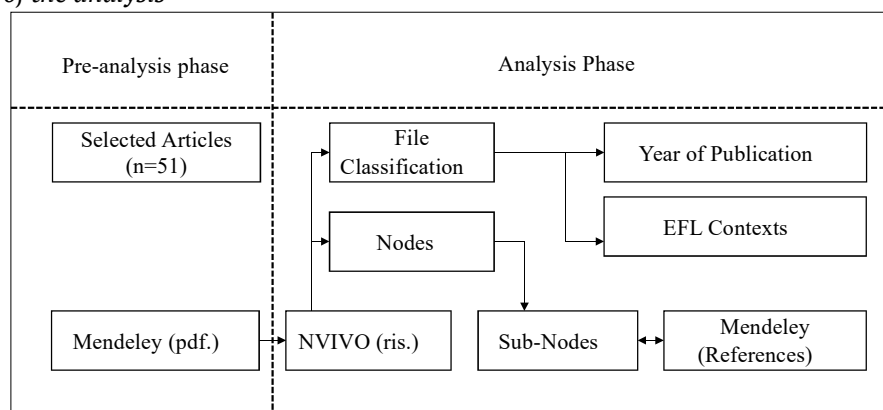 of the analysis
Pre-analysis phase
Analysis Phase
Selected Articles
(n=51)
File
Classification
Year of Publication
Nodes
EFL Contexts
Mendeley (pdf.)
NVIVO (ris.)
Sub-Nodes
Mendeley
(References)